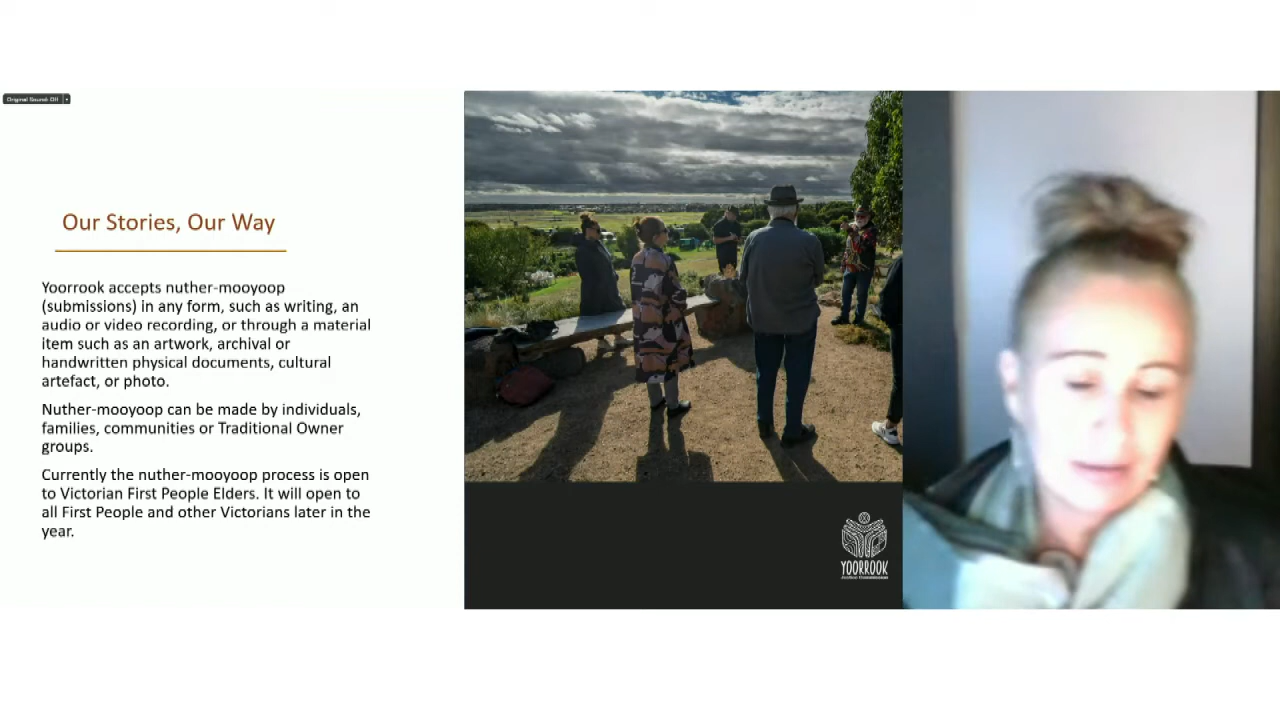 Original Sound: Off
Our Stories, Our Way
Yoorrook accepts nuther-mooyoop
(submissions) in any form, such as writing, an
audio or video recording, or through a material
item such as an artwork, archival or
handwritten physical documents, cultural
artefact, or photo.
Nuther-mooyoop can be made by individuals,
families, communities or Traditional Owner
groups.
Currently the nuther-mooyoop process is open
to Victorian First People Elders. It will open to
all First People and other Victorians later in the
year.
YOORROOK